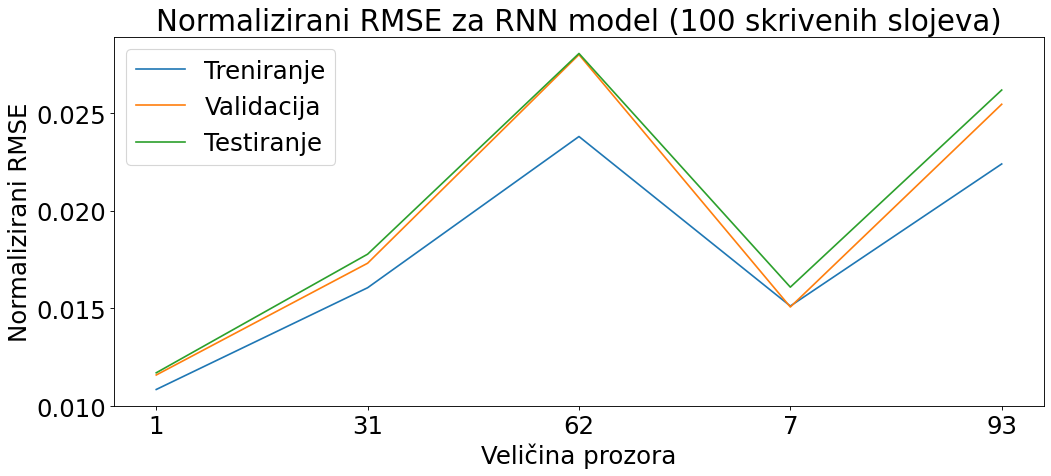 Normalizirani RMSE za RNN model (100 skrivenih slojeva)
Treniranje
Validacija
Testiranje
Normalizirani RMSE
0.025
0.020
0.015
0.010
1 31 62 7 93
Veličina prozora